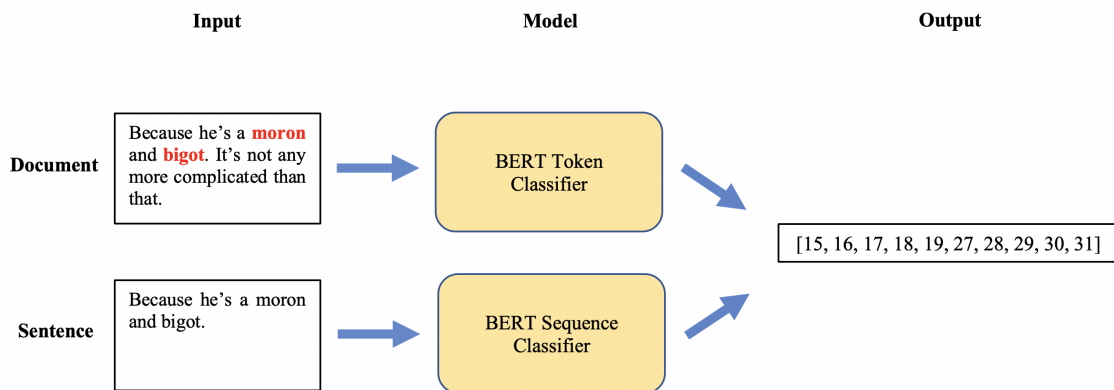 Input Model Output
Document
Because he's a moron
and bigot. It's not any
more complicated than
that.
BERT Token
Classifier
[15, 16, 17, 18, 19, 27, 28, 29, 30, 31]
Sentence
Because he's a moron
and bigot.
BERT Sequence
Classifier